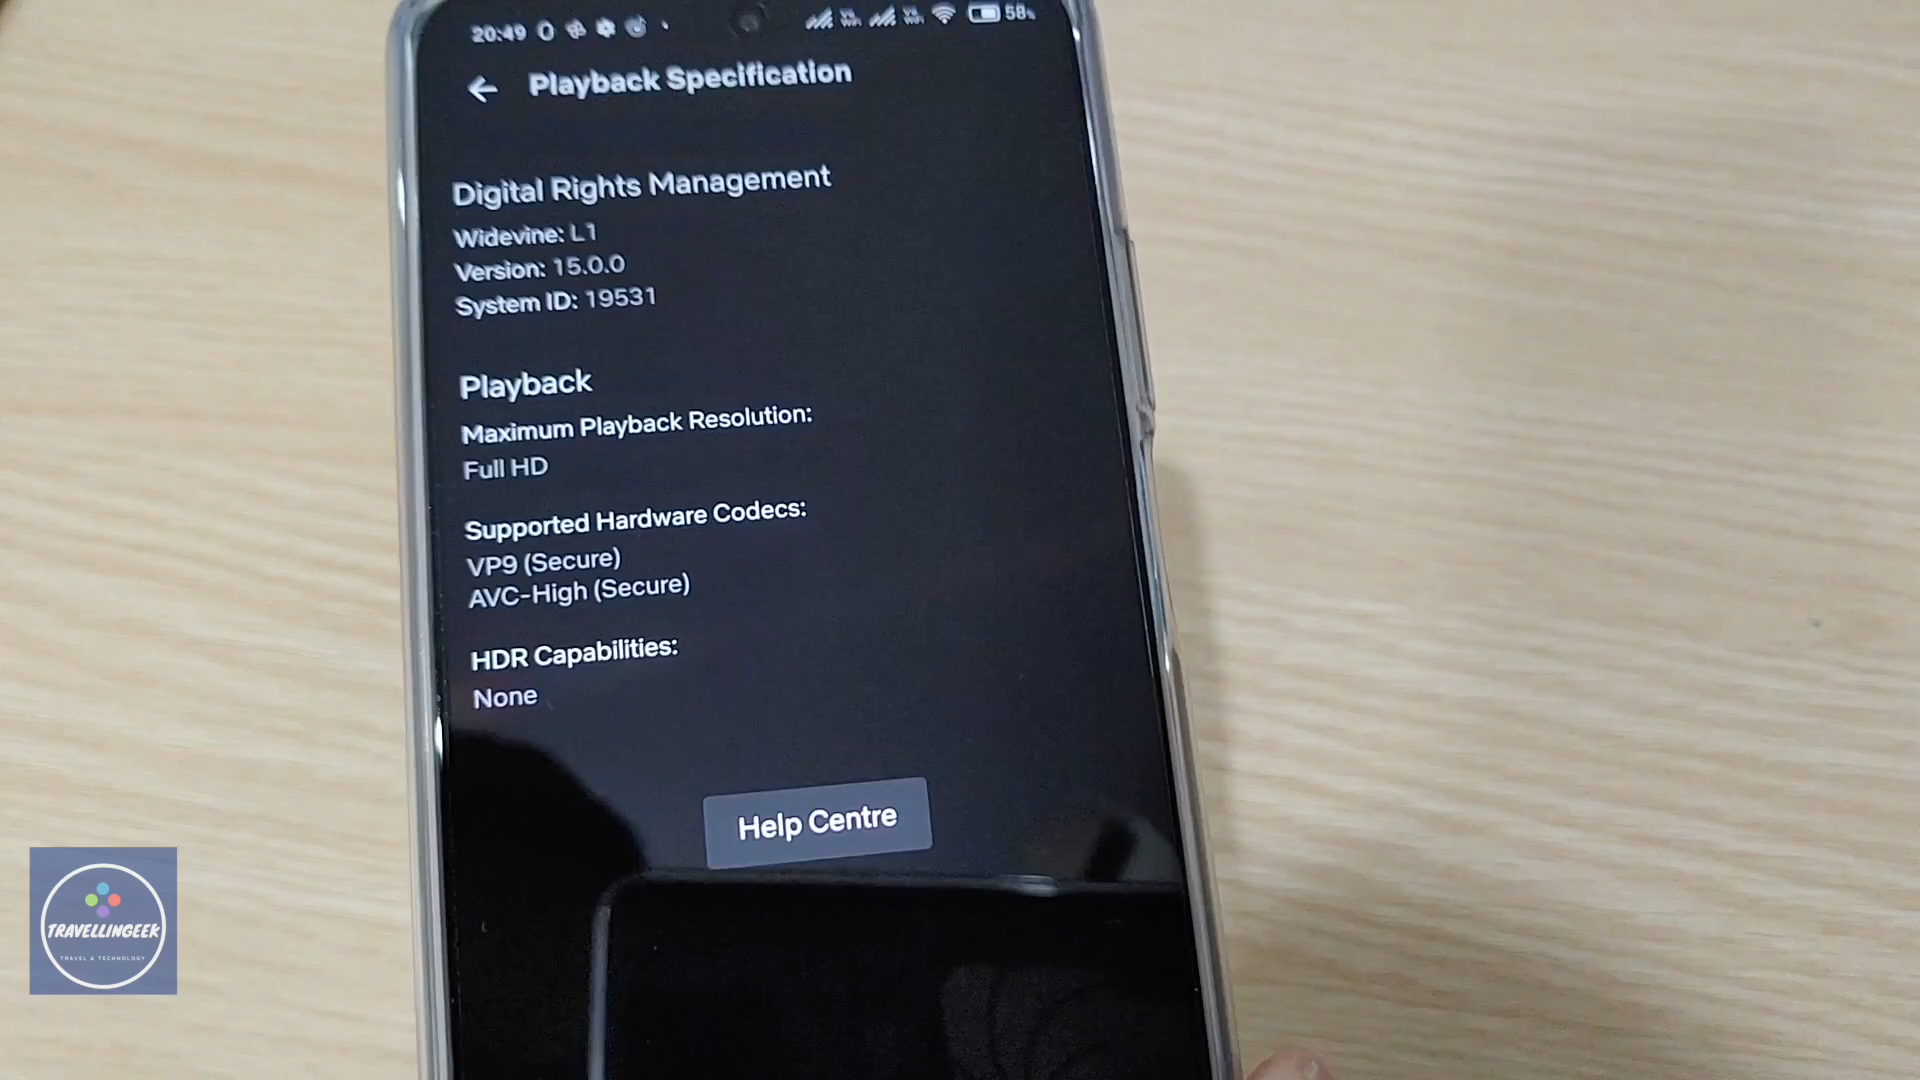 20:49 58%
Playback Specification
Digital Rights Management
Widevine: L1
Version: 15.0.0
System ID: 19531
Playback
Maximum Playback Resolution:
Full HD
Supported Hardware Codecs:
VP9 (Secure)
AVC-High (Secure)
HDR Capabilities:
None
Help Centre
TRAVELLINGEEK
TRAVEL & TECHNOLOGY